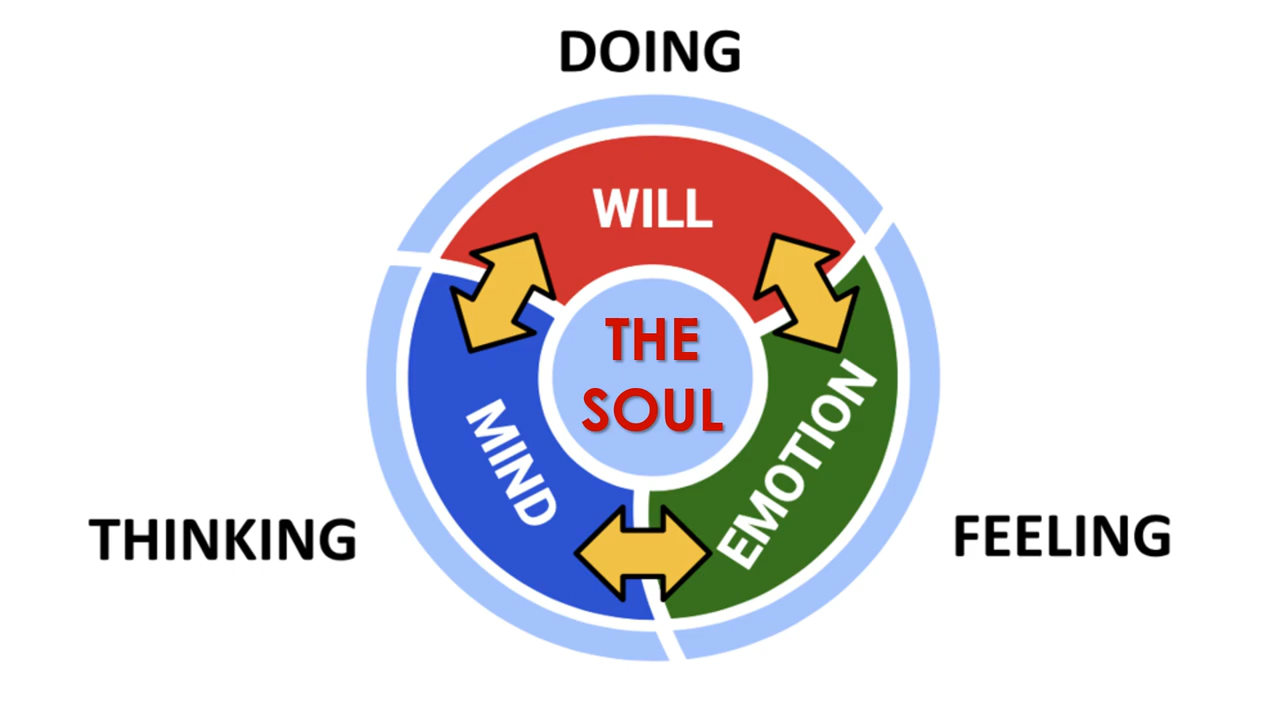 DOING
WILL
THE
SOUL
MIND
EMOTION
THINKING
FEELING